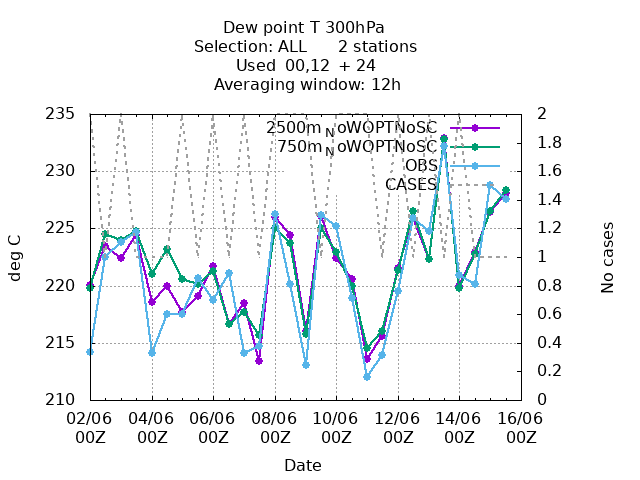 Dew point T 300hPa
Selection: ALL 2 stations
Used 00,12 + 24
Averaging window: 12h
235 2
2500m N oWOPTNoSC
750m N oWOPTNoSC
OBS
CASES
230
225
220
215
210
1.8
1.6
1.4
1.2
1
0.8
0.6
0.4
0.2
0
deg C
No cases
02/06 04/06 06/06 08/06 10/06 12/06 14/06 16/06
00Z 00Z 00Z 00Z 00Z 00Z 00Z 00Z
Date